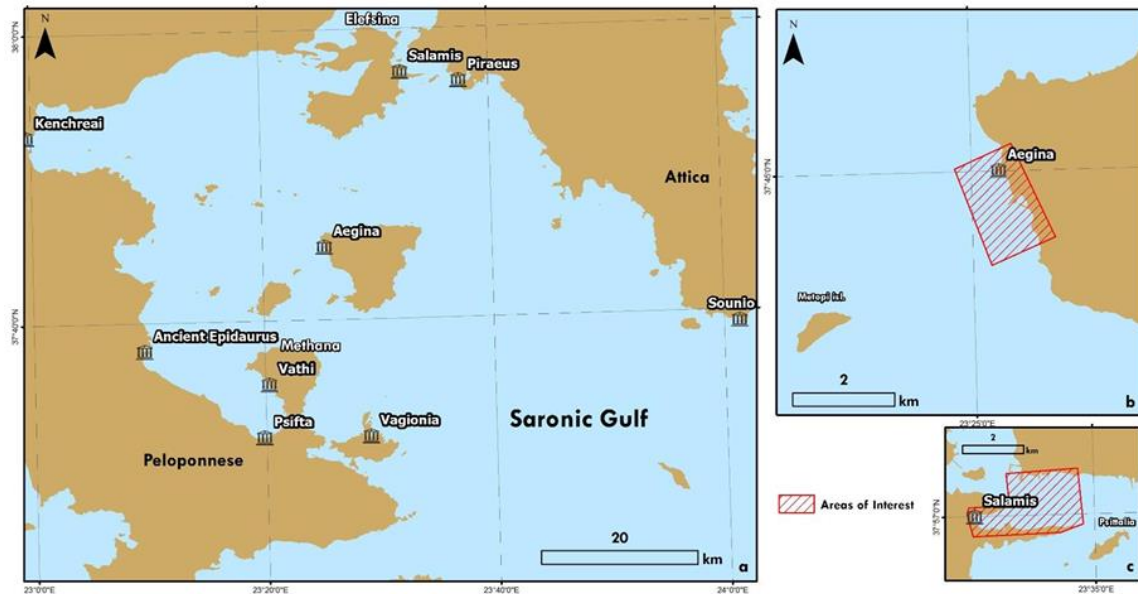 N
38°0'0"N
Elefsina
Salamis
Piraeus
Kenchreai
Attica
Aegina
Sounio
37°40'0"N
Ancient Epidaurus
Methana
Vathi
Psifta
Vagionia
Saronic Gulf
Peloponnese
20
km
a
23°0'0"E
23°20'0"E
23°40'0"E
24°0'0"E
N
Aegina
37°45'0"N
Metopi isl.
2
km
b
23°25'0"E
Areas of Interest
2
km
Salamis
37°57'0"N
Psittalia
c
23°35'0"E